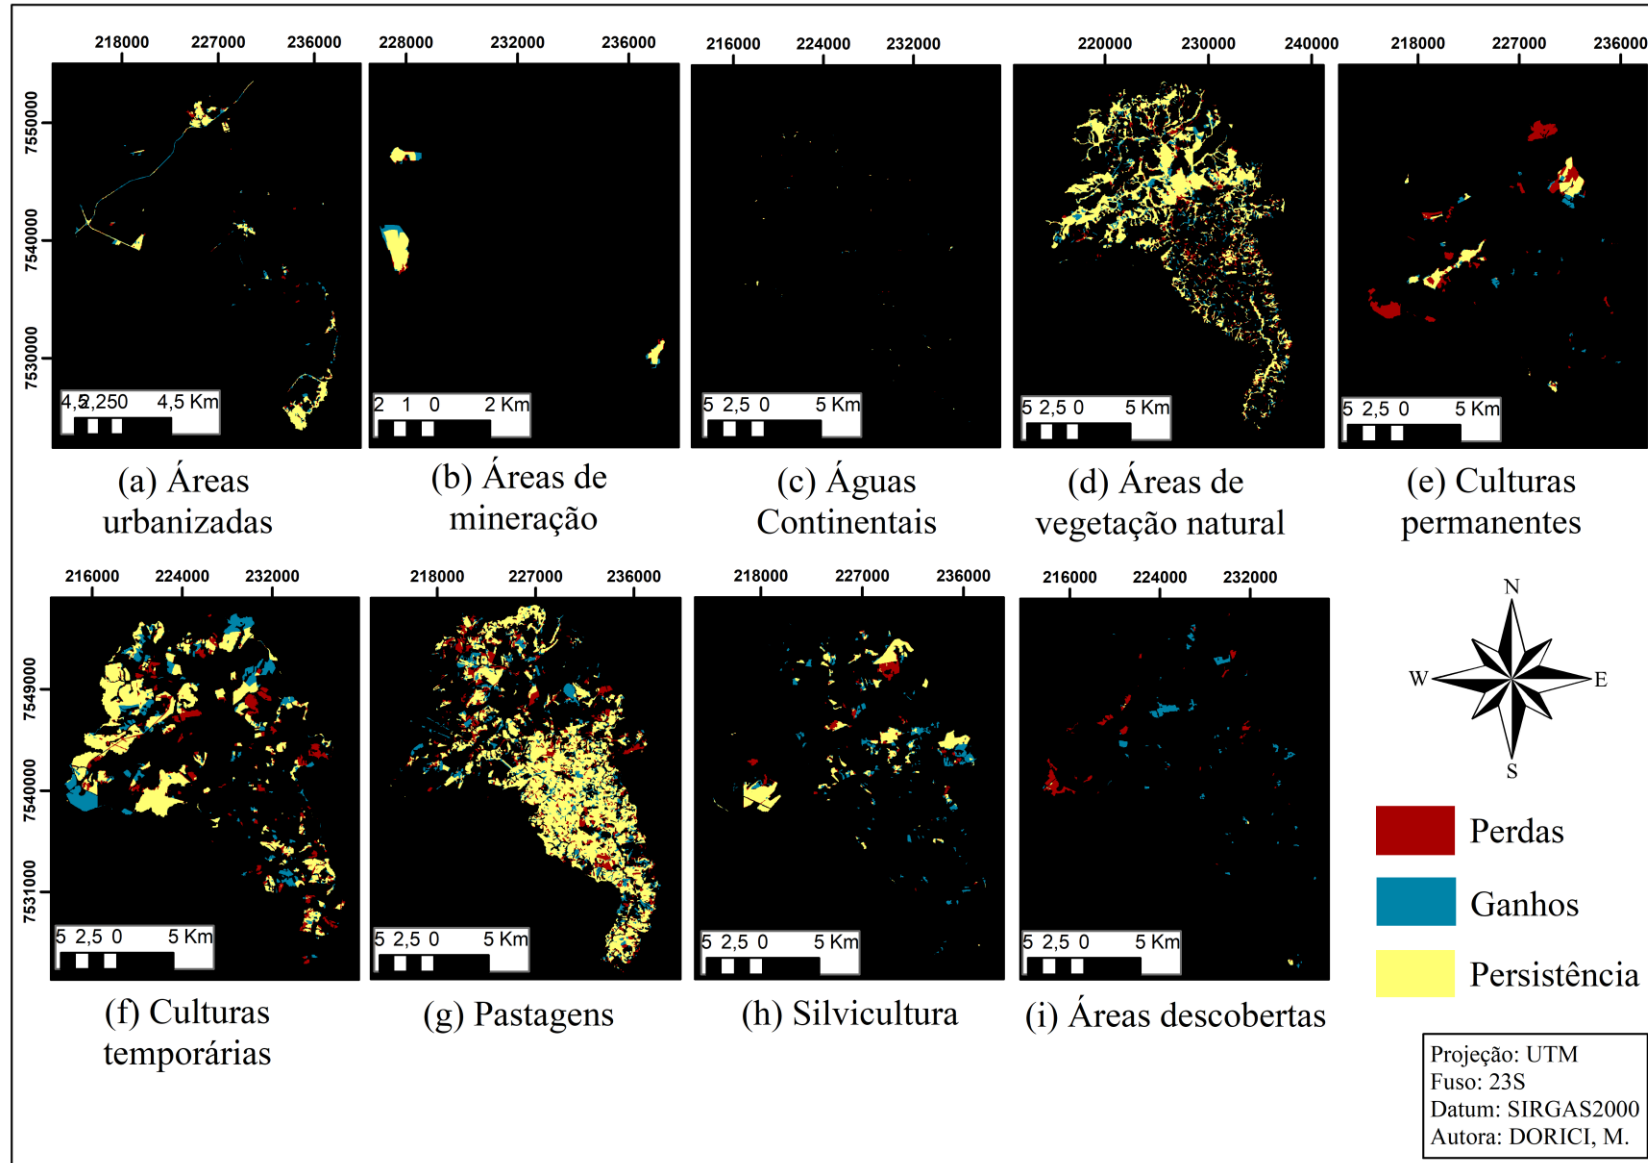 218000 227000 236000
228000 232000 236000
216000 224000 232000
220000 230000 240000
218000 227000 236000
7550000
7540000
7530000
4,5 2,25 0 4,5 Km
2 1 0 2 Km
5 2,5 0 5 Km
5 2,5 0 5 Km
5 2,5 0 5 Km
(a) Áreas
urbanizadas
(b) Áreas de
mineração
(c) Águas
Continentais
(d) Áreas de
vegetação natural
(e) Culturas
permanentes
216000 224000 232000
218000 227000 236000
218000 227000 236000
216000 224000 232000
7549000
7540000
7531000
5 2,5 0 5 Km
5 2,5 0 5 Km
5 2,5 0 5 Km
5 2,5 0 5 Km
(f) Culturas
temporárias
(g) Pastagens
(h) Silvicultura
(i) Áreas descobertas
N
W E
S
Perdas
Ganhos
Persistência
Projeção: UTM
Fuso: 23S
Datum: SIRGAS2000
Autora: DORICI, M.